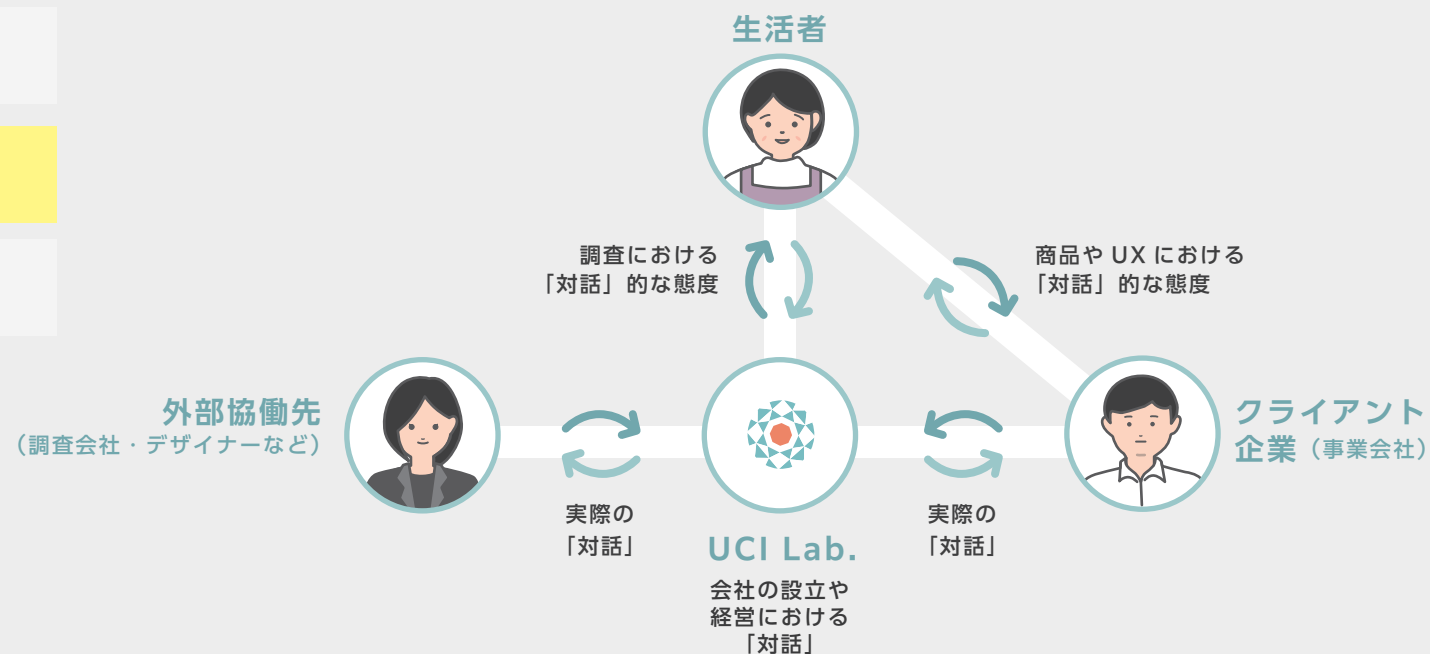 生活者
調査における
「対話」的な態度
商品や UX における
「対話」的な態度
外部協働先
（調査会社・デザイナーなど）
クライアント
企業（事業会社）
実際の
「対話」
実際の
「対話」
UCI Lab.
会社の設立や
経営における
「対話」